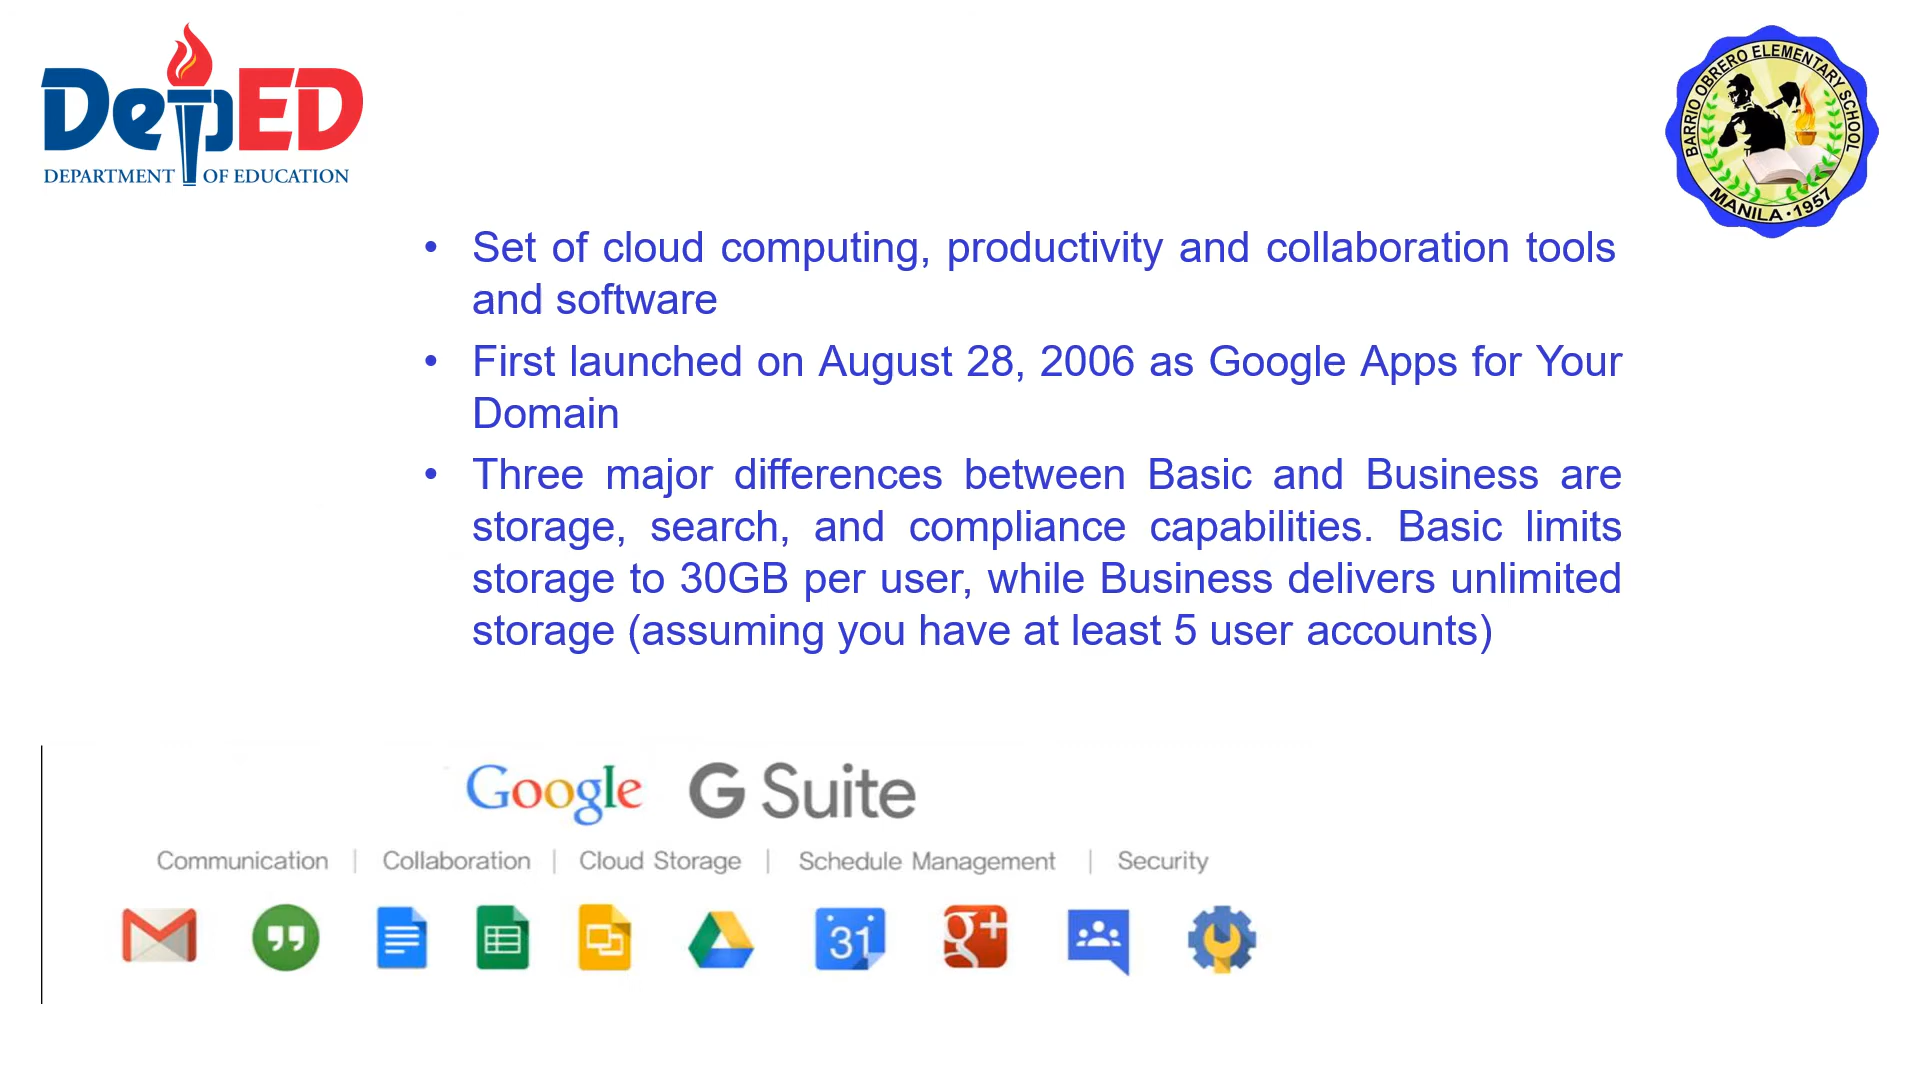 DepED
DEPARTMENT OF EDUCATION
BARRIO OBRERO ELEMENTARY SCHOOL
MANILA • 1957
• Set of cloud computing, productivity and collaboration tools
and software
• First launched on August 28, 2006 as Google Apps for Your
Domain
• Three major differences between Basic and Business are
storage, search, and compliance capabilities. Basic limits
storage to 30GB per user, while Business delivers unlimited
storage (assuming you have at least 5 user accounts)
Google G Suite
Communication | Collaboration | Cloud Storage | Schedule Management | Security
31 g+